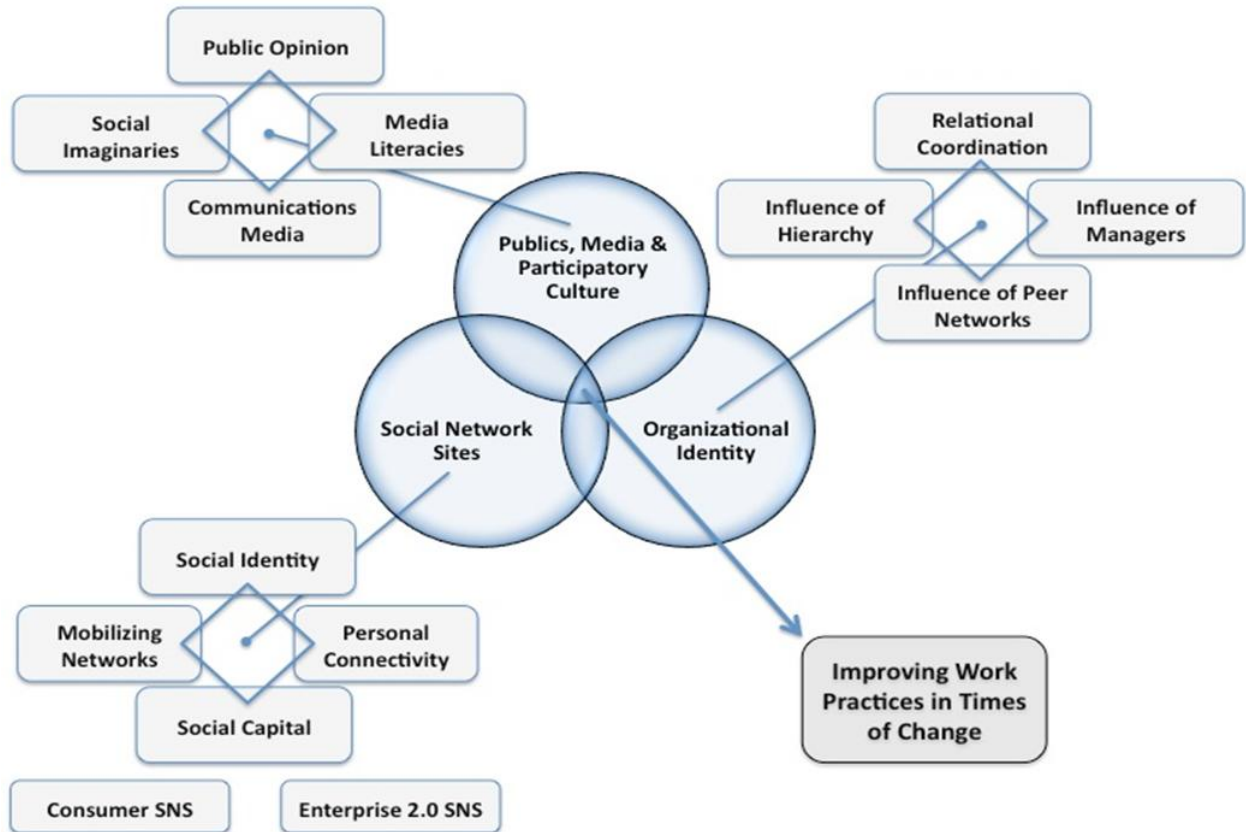 Public Opinion
Social
Imaginaries
Media
Literacies
Communications
Media
Relational
Coordination
Influence of
Hierarchy
Influence of
Managers
Influence of Peer
Networks
Publics, Media &
Participatory
Culture
Social Network
Sites
Organizational
Identity
Social Identity
Mobilizing
Networks
Personal
Connectivity
Social Capital
Consumer SNS
Enterprise 2.0 SNS
Improving Work
Practices in Times
of Change